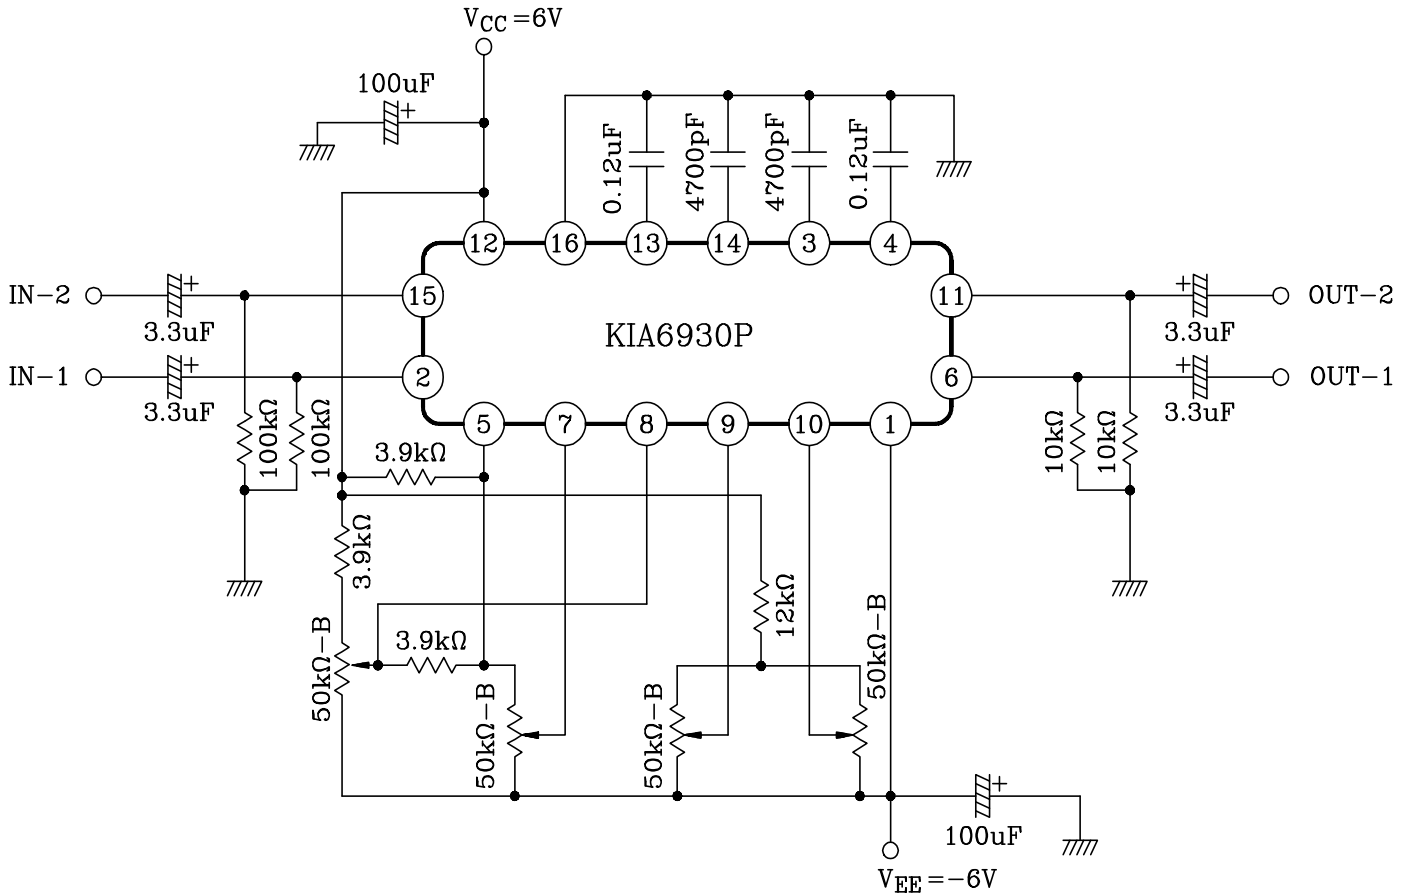 VCC=6V
100uF
+
0.12uF
4700pF
4700pF
0.12uF
12
16
13
14
3
4
IN-2
+
3.3uF
15
KIA6930P
11
+
3.3uF
OUT-2
IN-1
+
3.3uF
2
6
+
3.3uF
OUT-1
5
7
8
9
10
1
100kΩ
100kΩ
3.9kΩ
10kΩ
10kΩ
3.9kΩ
12kΩ
50kΩ-B
3.9kΩ
50kΩ-B
50kΩ-B
50kΩ-B
+
100uF
VEE=-6V